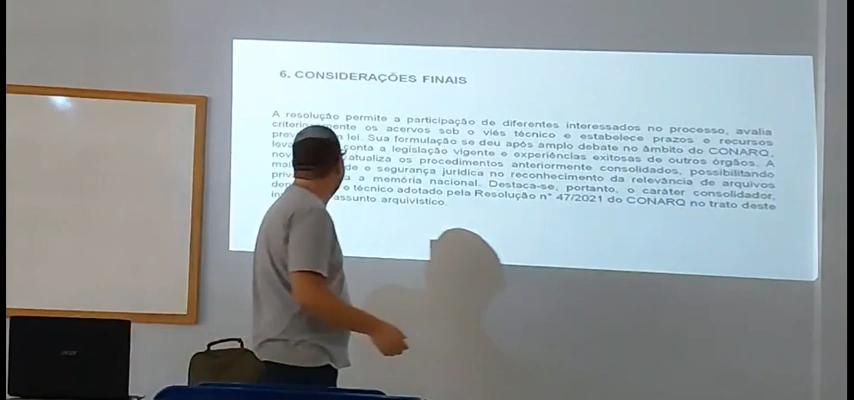 6. CONSIDERAÇÕES FINAIS
A resolução permite a participação de diferentes interessados no processo, avalia
os acervos sob o viés técnico e estabelece prazos e recursos
lei. Sua formulação se deu após amplo debate no âmbito do CONARQ,
conta a legislação vigente e experiências exitosas de outros órgãos. A
atualiza os procedimentos anteriormente consolidados, possibilitando
e segurança jurídica no reconhecimento da relevância de arquivos
a memória nacional. Destaca-se, portanto, o caráter consolidador,
e técnico adotado pela Resolução n° 47/2021 do CONARQ no trato deste
assunto arquivístico.
acer